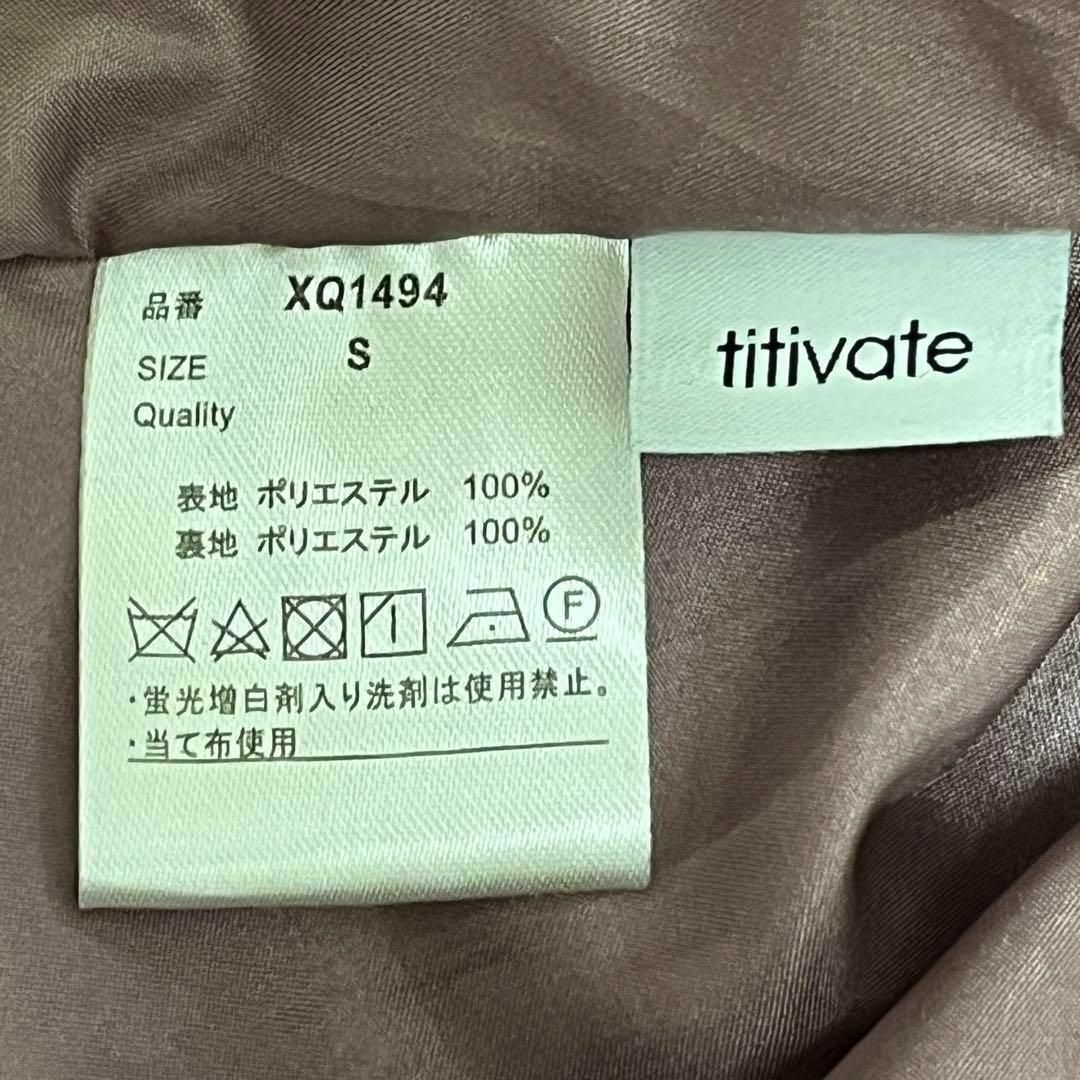 品番 XQ1494
SIZE S
Quality
表地 ポリエステル 100%
裏地 ポリエステル 100%
F
・蛍光増白剤入り洗剤は使用禁止。
・当て布使用
titivate